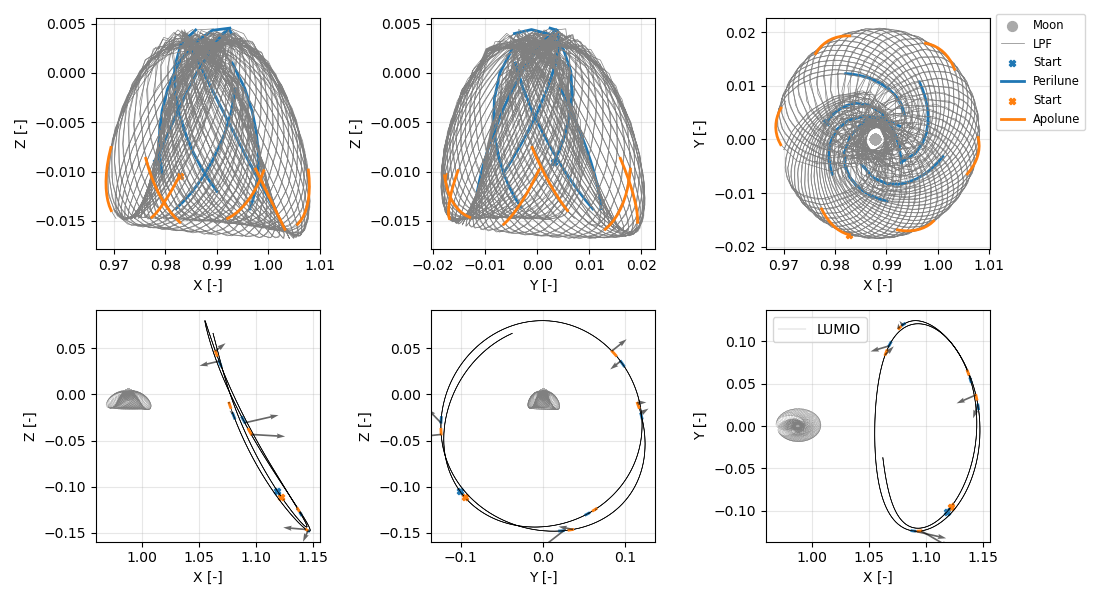 0.005
0.000
−0.005
−0.010
−0.015
Z [-]
0.97 0.98 0.99 1.00 1.01
X [-]
0.005
0.000
−0.005
−0.010
−0.015
Z [-]
−0.02 −0.01 0.00 0.01 0.02
Y [-]
0.02
0.01
0.00
−0.01
−0.02
Y [-]
0.97 0.98 0.99 1.00 1.01
X [-]
Moon
LPF
Start
Perilune
Start
Apolune
0.05
0.00
−0.05
−0.10
−0.15
Z [-]
1.00 1.05 1.10 1.15
X [-]
0.05
0.00
−0.05
−0.10
−0.15
Z [-]
−0.1 0.0 0.1
Y [-]
LUMIO
0.10
0.05
0.00
−0.05
−0.10
Y [-]
1.00 1.05 1.10 1.15
X [-]